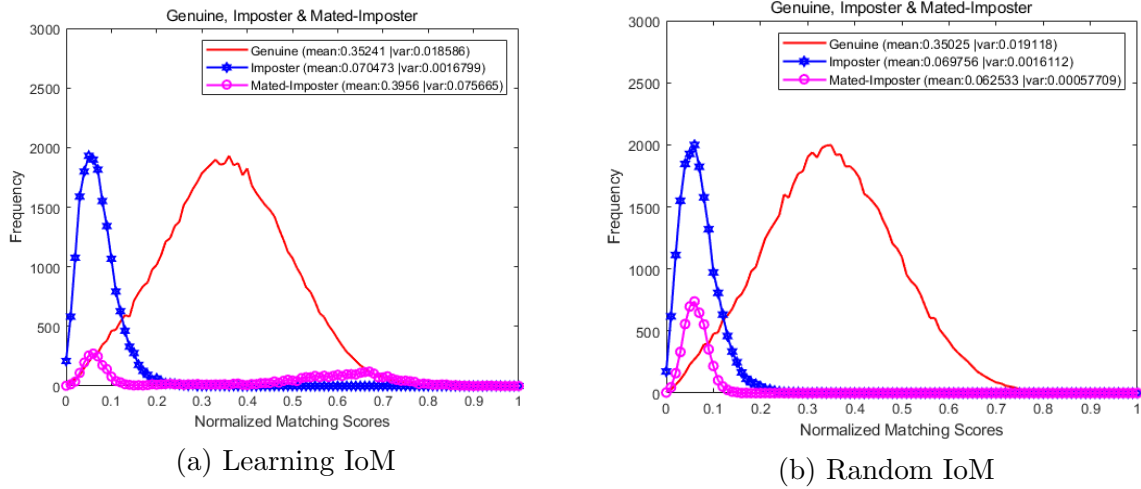 Genuine, Imposter & Mated-Imposter
3000
2500
2000
1500
1000
500
0
Frequency
Genuine (mean:0.35241 |var:0.018586)
Imposter (mean:0.070473 |var:0.0016799)
Mated-Imposter (mean:0.3956 |var:0.075665)
0 0.1 0.2 0.3 0.4 0.5 0.6 0.7 0.8 0.9 1
Normalized Matching Scores
(a) Learning IoM
Genuine, Imposter & Mated-Imposter
3000
2500
2000
1500
1000
500
0
Frequency
Genuine (mean:0.35025 |var:0.019118)
Imposter (mean:0.069756 |var:0.0016112)
Mated-Imposter (mean:0.062533 |var:0.00057709)
0 0.1 0.2 0.3 0.4 0.5 0.6 0.7 0.8 0.9 1
Normalized Matching Scores
(b) Random IoM